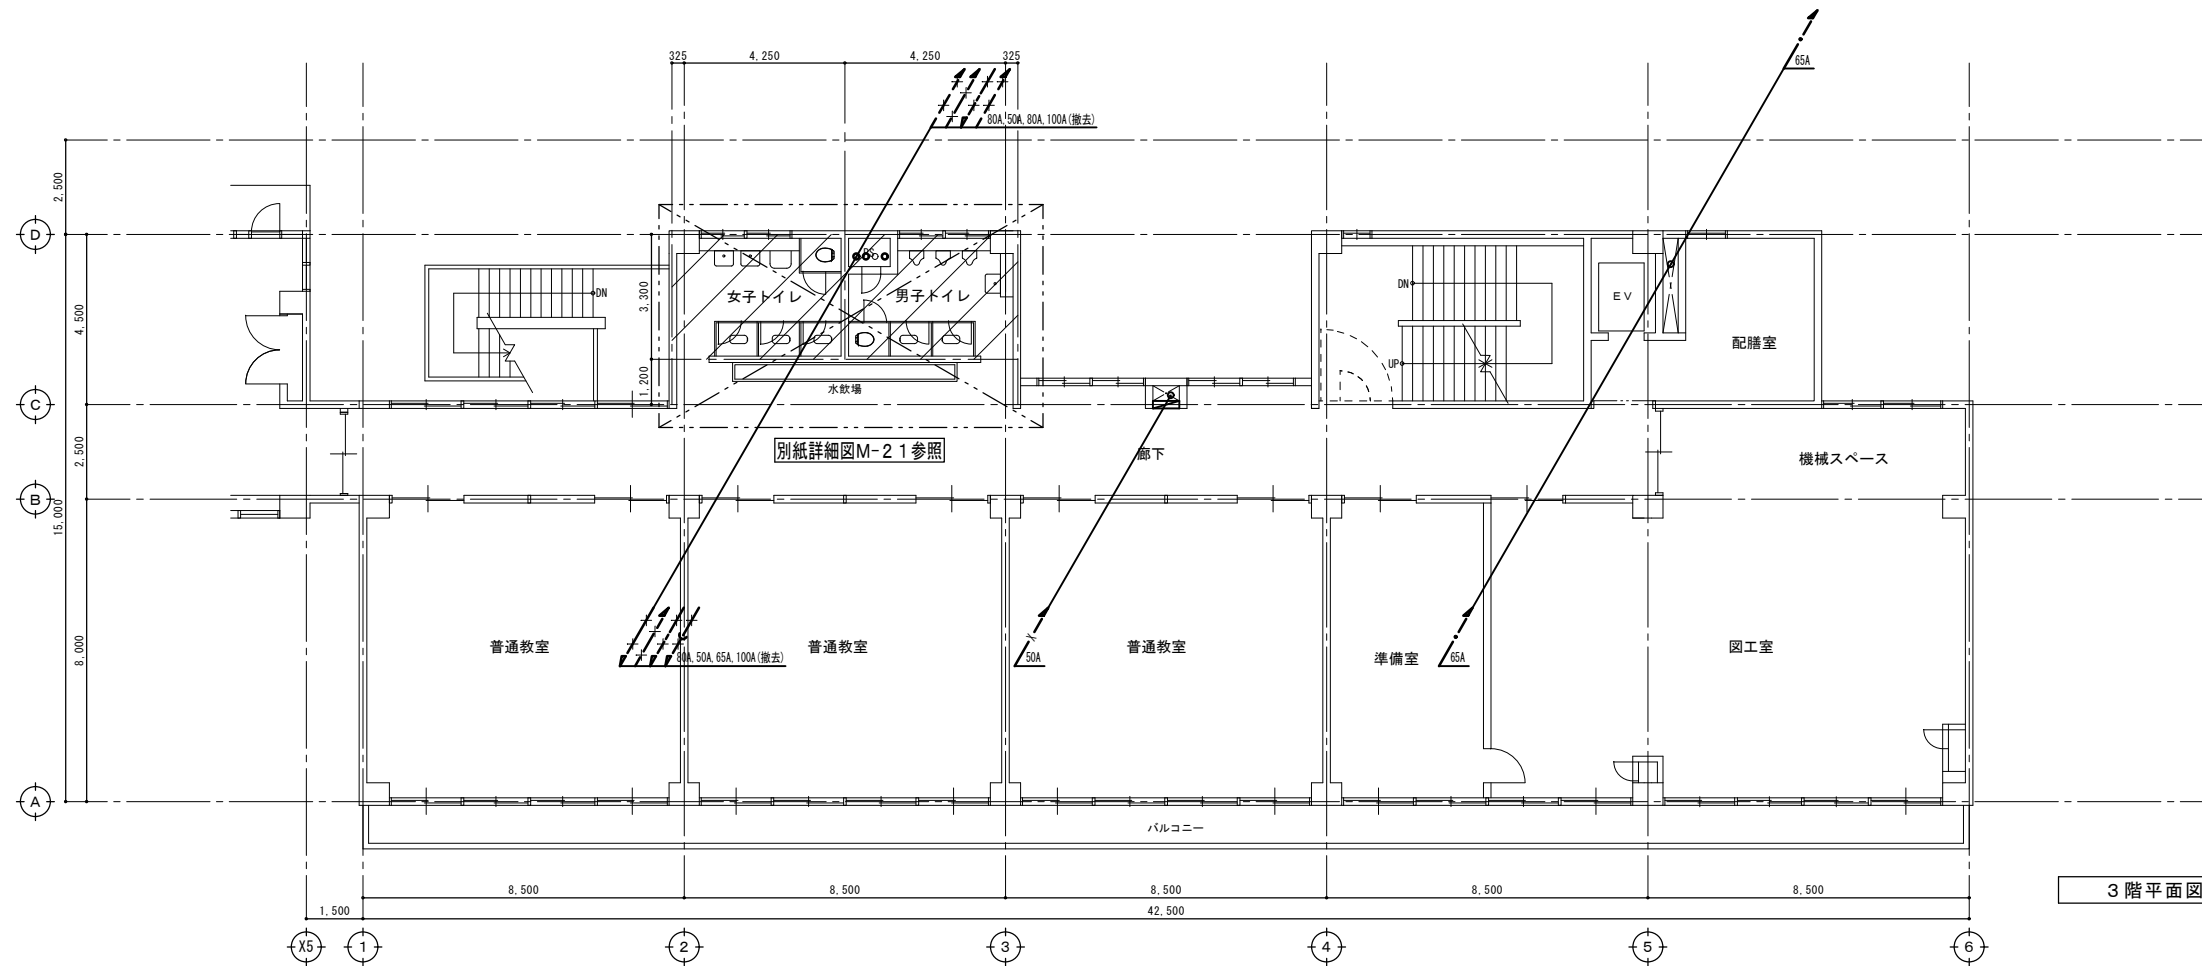 325
4,250
4,250
325
65A
80A,50A,80A,100A(撤去)
2,500
D
PS
DN
女子トイレ
男子トイレ
DN
EV
3,300
4,500
配膳室
UP
1,200
水飲場
C
別紙詳細図M-21参照
廊下
機械スペース
2,500
B
15,000
普通教室
普通教室
普通教室
準備室
図工室
8,000
80A,50A,65A,100A(撤去)
50A
65A
A
バルコニー
8,500
8,500
8,500
8,500
8,500
3階平面図
1,500
42,500
X5
1
2
3
4
5
6